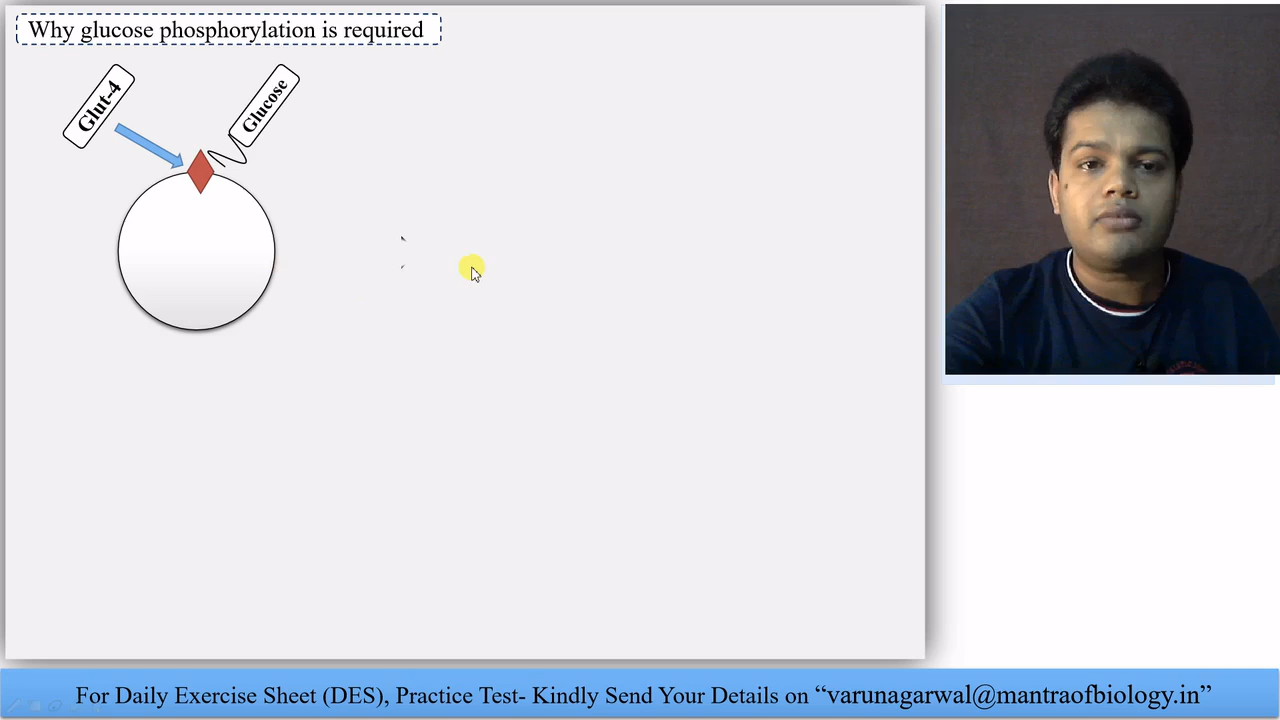 Why glucose phosphorylation is required
Glut-4
Glucose
For Daily Exercise Sheet (DES), Practice Test- Kindly Send Your Details on “varunagarwal@mantraofbiology.in”